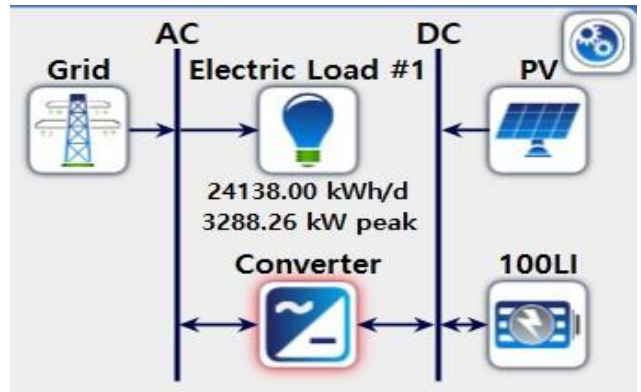 AC
DC
Grid
Electric Load #1
PV
24138.00 kWh/d
3288.26 kW peak
Converter
100LI